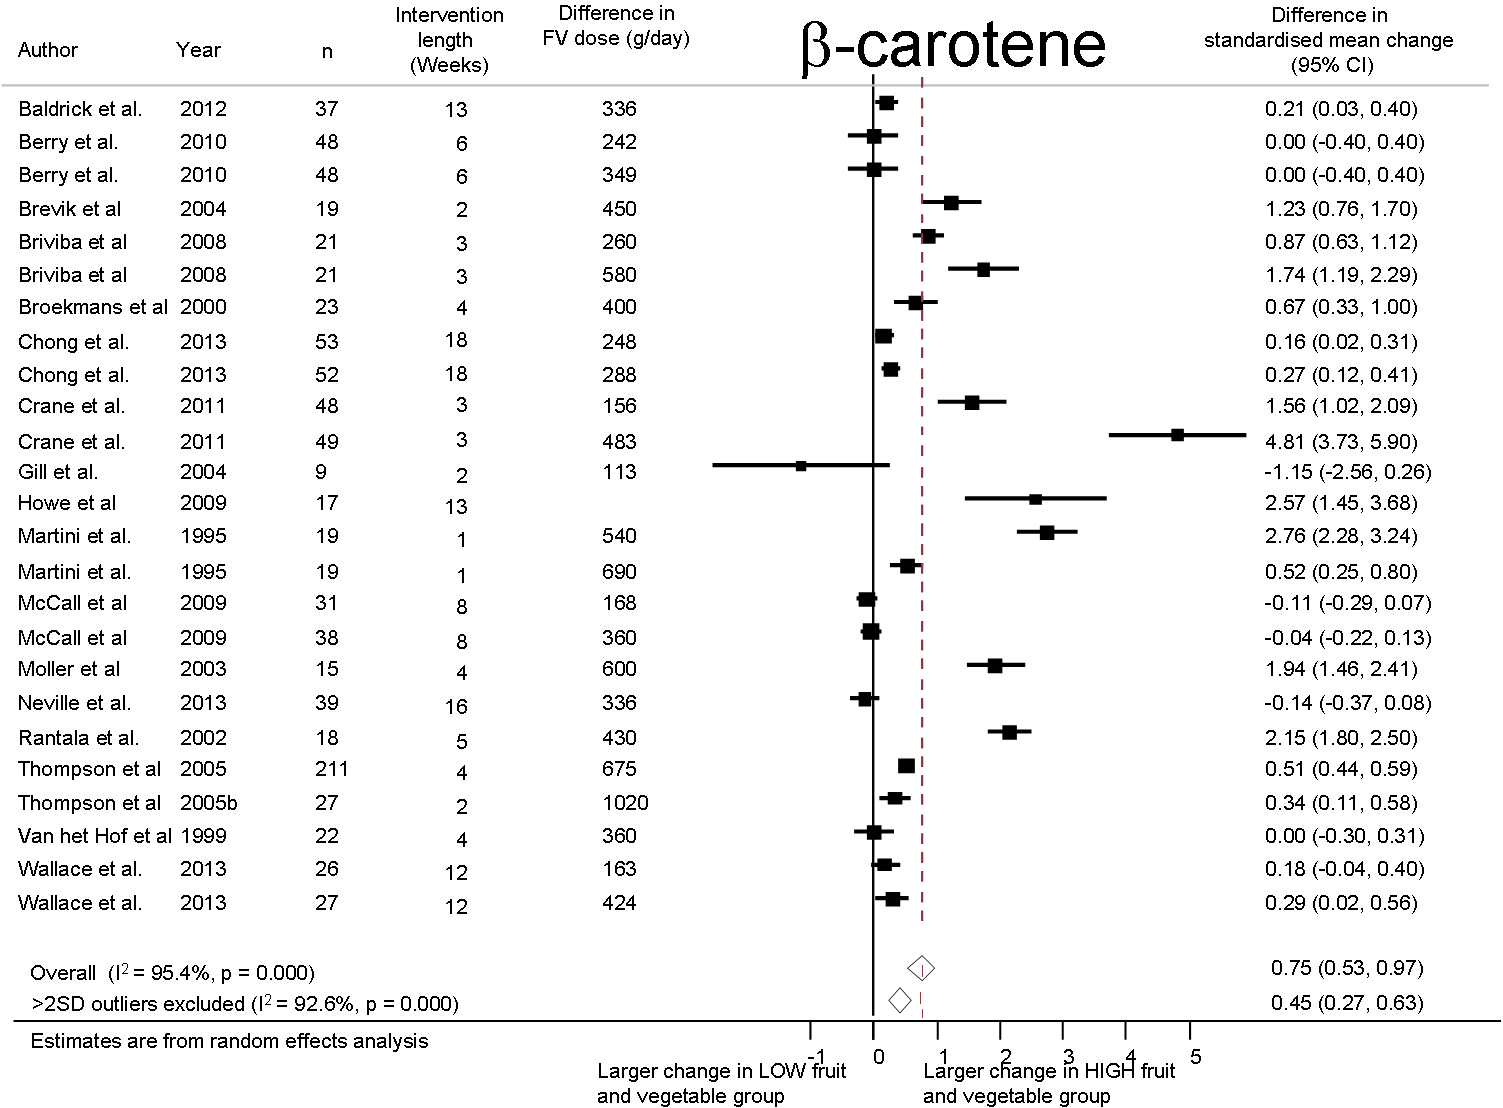 Author Year n Intervention length (Weeks) Difference in FV dose (g/day) β-carotene Difference in standardised mean change (95% CI)
Baldrick et al. 2012 37 13 336 0.21 (0.03, 0.40)
Berry et al. 2010 48 6 242 0.00 (-0.40, 0.40)
Berry et al. 2010 48 6 349 0.00 (-0.40, 0.40)
Brevik et al 2004 19 2 450 1.23 (0.76, 1.70)
Briviba et al 2008 21 3 260 0.87 (0.63, 1.12)
Briviba et al 2008 21 3 580 1.74 (1.19, 2.29)
Broekmans et al 2000 23 4 400 0.67 (0.33, 1.00)
Chong et al. 2013 53 18 248 0.16 (0.02, 0.31)
Chong et al. 2013 52 18 288 0.27 (0.12, 0.41)
Crane et al. 2011 48 3 156 1.56 (1.02, 2.09)
Crane et al. 2011 49 3 483 4.81 (3.73, 5.90)
Gill et al. 2004 9 2 113 -1.15 (-2.56, 0.26)
Howe et al 2009 17 13 2.57 (1.45, 3.68)
Martini et al. 1995 19 1 540 2.76 (2.28, 3.24)
Martini et al. 1995 19 1 690 0.52 (0.25, 0.80)
McCall et al 2009 31 8 168 -0.11 (-0.29, 0.07)
McCall et al 2009 38 8 360 -0.04 (-0.22, 0.13)
Moller et al 2003 15 4 600 1.94 (1.46, 2.41)
Neville et al. 2013 39 16 336 -0.14 (-0.37, 0.08)
Rantala et al. 2002 18 5 430 2.15 (1.80, 2.50)
Thompson et al 2005 211 4 675 0.51 (0.44, 0.59)
Thompson et al 2005b 27 2 1020 0.34 (0.11, 0.58)
Van het Hof et al 1999 22 4 360 0.00 (-0.30, 0.31)
Wallace et al. 2013 26 12 163 0.18 (-0.04, 0.40)
Wallace et al. 2013 27 12 424 0.29 (0.02, 0.56)
Overall (I² = 95.4%, p = 0.000) 0.75 (0.53, 0.97)
>2SD outliers excluded (I² = 92.6%, p = 0.000) 0.45 (0.27, 0.63)
Estimates are from random effects analysis
-1 0 1 2 3 4 5
Larger change in LOW fruit and vegetable group
Larger change in HIGH fruit and vegetable group